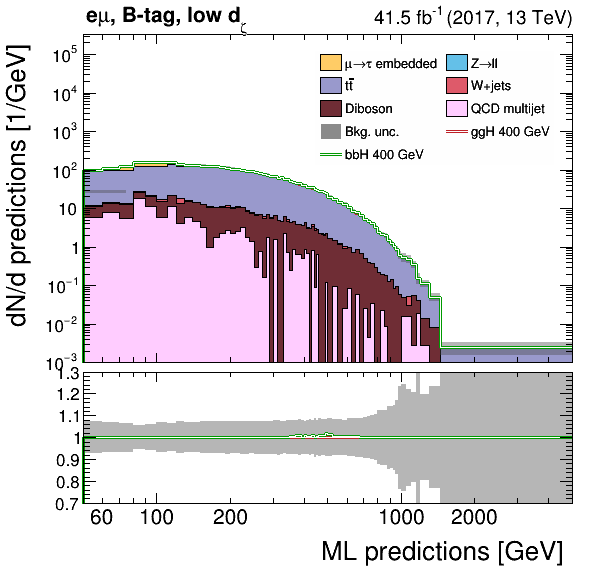 eμ, B-tag, low dζ
41.5 fb⁻¹ (2017, 13 TeV)
dN/d predictions [1/GeV]
10⁵
10⁴
10³
10²
10
1
10⁻¹
10⁻²
10⁻³
μ→τ embedded
Z→ll
tt̄
W+jets
Diboson
QCD multijet
Bkg. unc.
ggH 400 GeV
bbH 400 GeV
1.3
1.2
1.1
1
0.9
0.8
0.7
60 100 200 1000 2000
ML predictions [GeV]